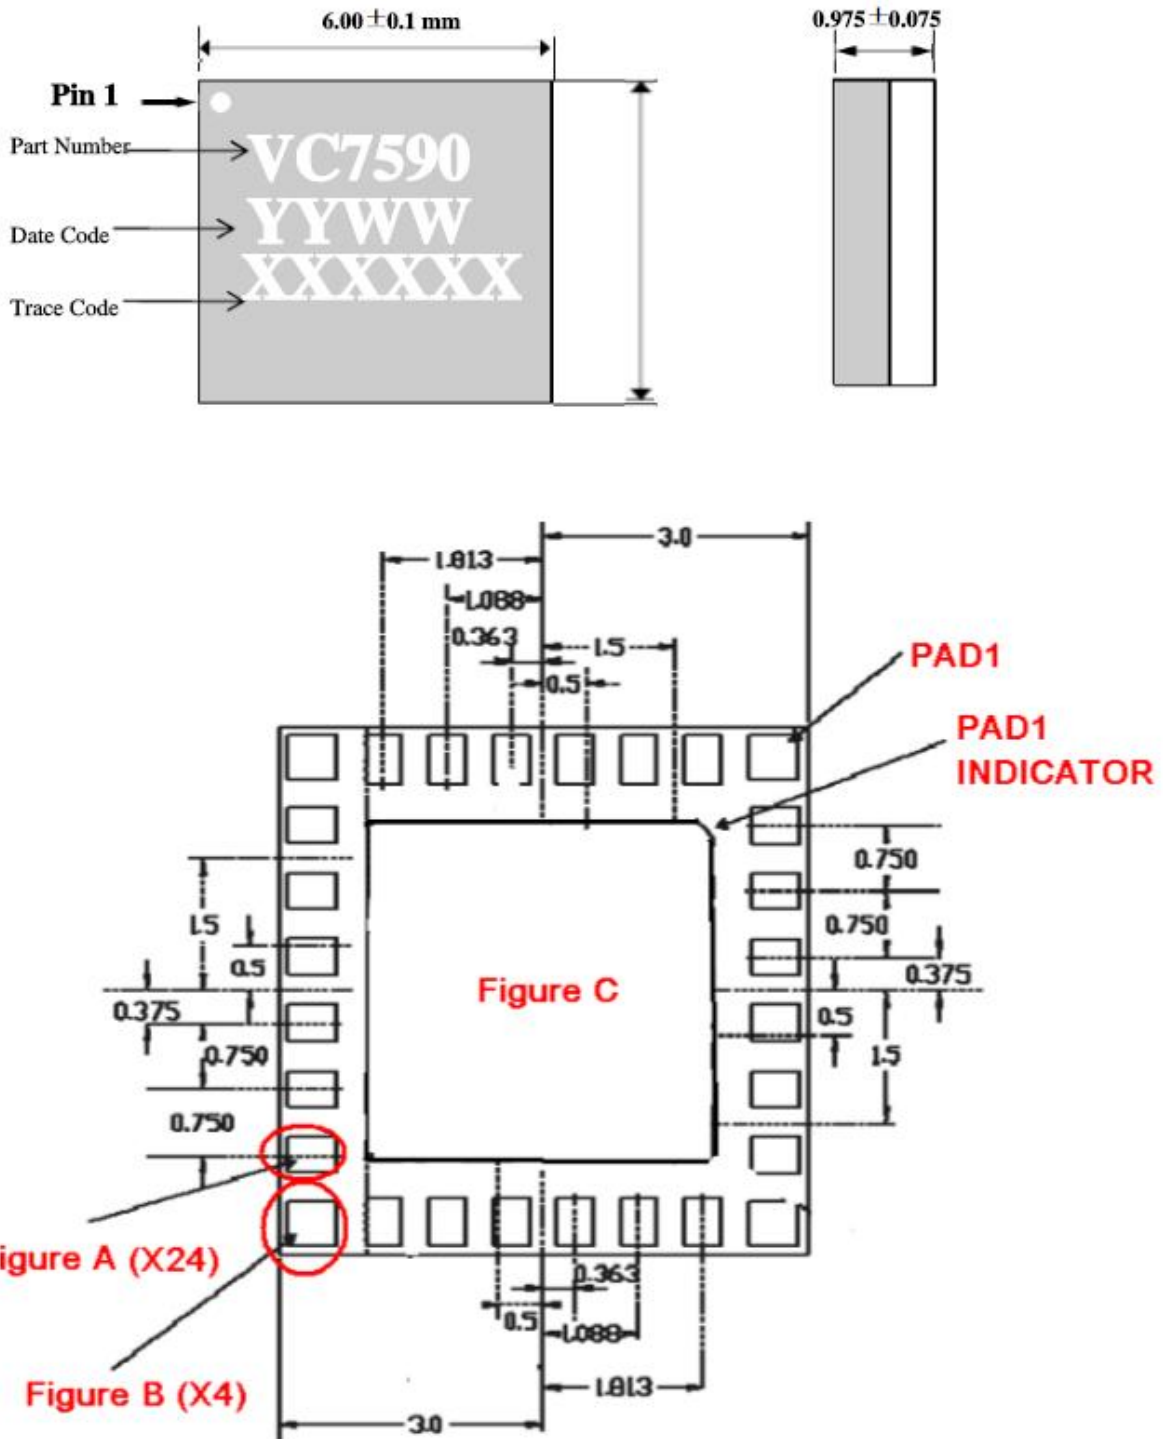 6.00 ±0.1 mm
0.975 ±0.075
Pin 1
Part Number
VC7590
YYWW
Date Code
XXXXXX
Trace Code
3.0
1.813
1.088
0.363
1.5
0.5
PAD1
PAD1
INDICATOR
0.750
1.5
0.750
0.5
0.375
Figure C
0.375
0.5
0.750
1.5
0.750
igure A (X24)
0.363
0.5
1.088
Figure B (X4)
1.813
3.0